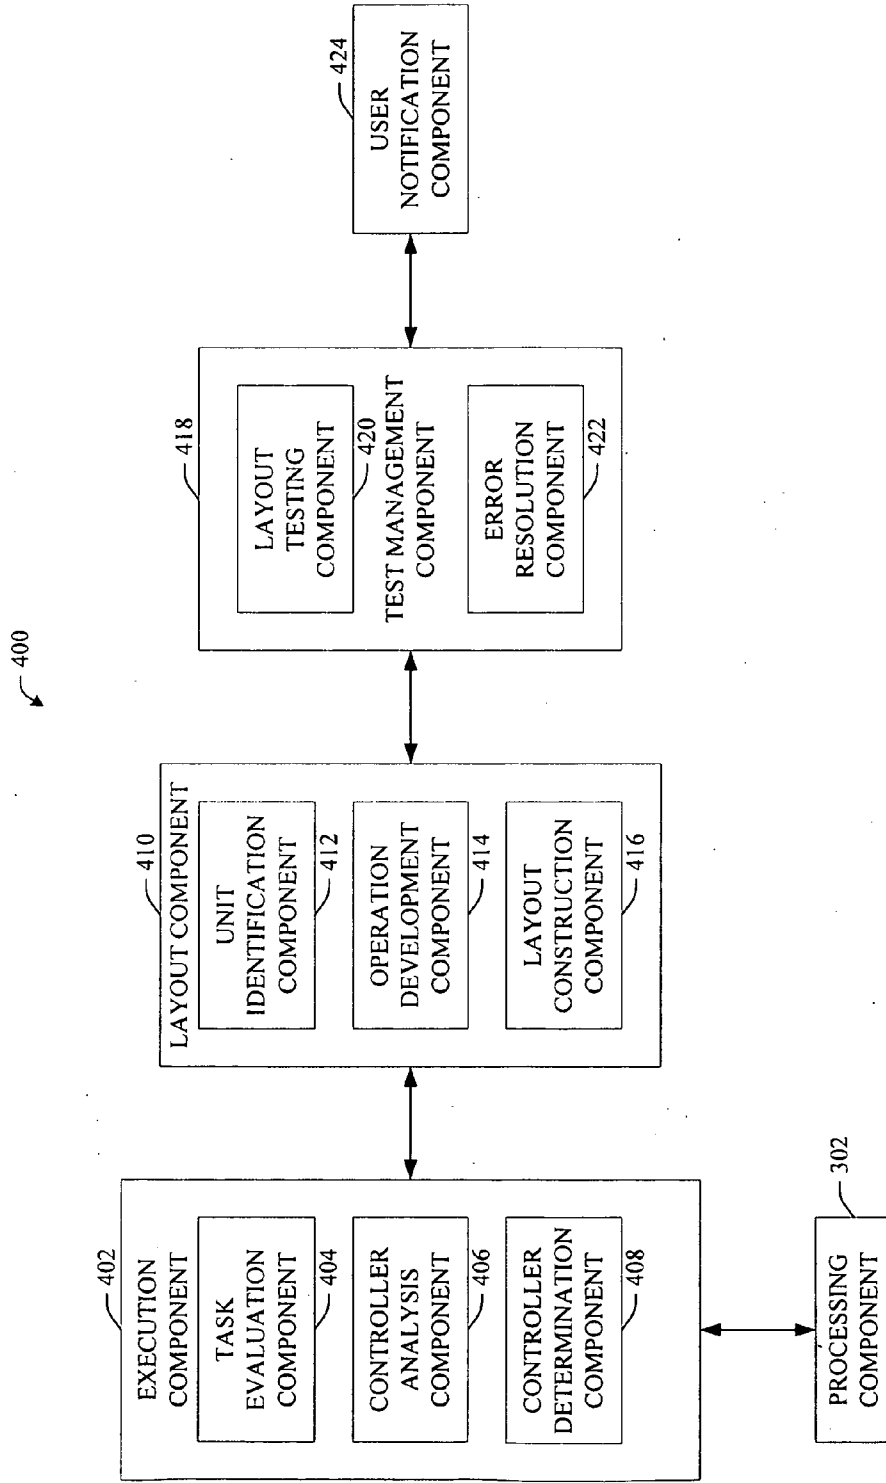 400
402
EXECUTION
COMPONENT
TASK
EVALUATION
COMPONENT
404
CONTROLLER
ANALYSIS
COMPONENT
406
CONTROLLER
DETERMINATION
COMPONENT
408
PROCESSING
COMPONENT
302
410
LAYOUT COMPONENT
UNIT
IDENTIFICATION
COMPONENT
412
OPERATION
DEVELOPMENT
COMPONENT
414
LAYOUT
CONSTRUCTION
COMPONENT
416
418
LAYOUT
TESTING
COMPONENT
420
TEST MANAGEMENT
COMPONENT
ERROR
RESOLUTION
COMPONENT
422
424
USER
NOTIFICATION
COMPONENT